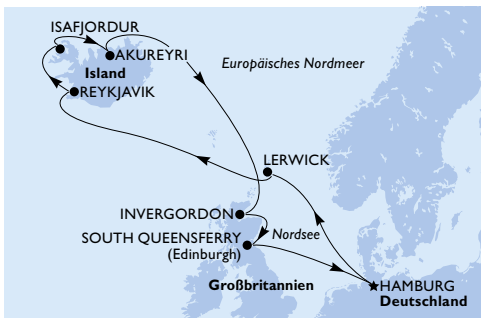 ISAFJORDUR
AKUREYRI
Island
Europäisches Nordmeer
REYKJAVIK
LERWICK
INVERGORDON
SOUTH QUEENSFERRY
(Edinburgh)
Nordsee
Großbritannien
HAMBURG
Deutschland